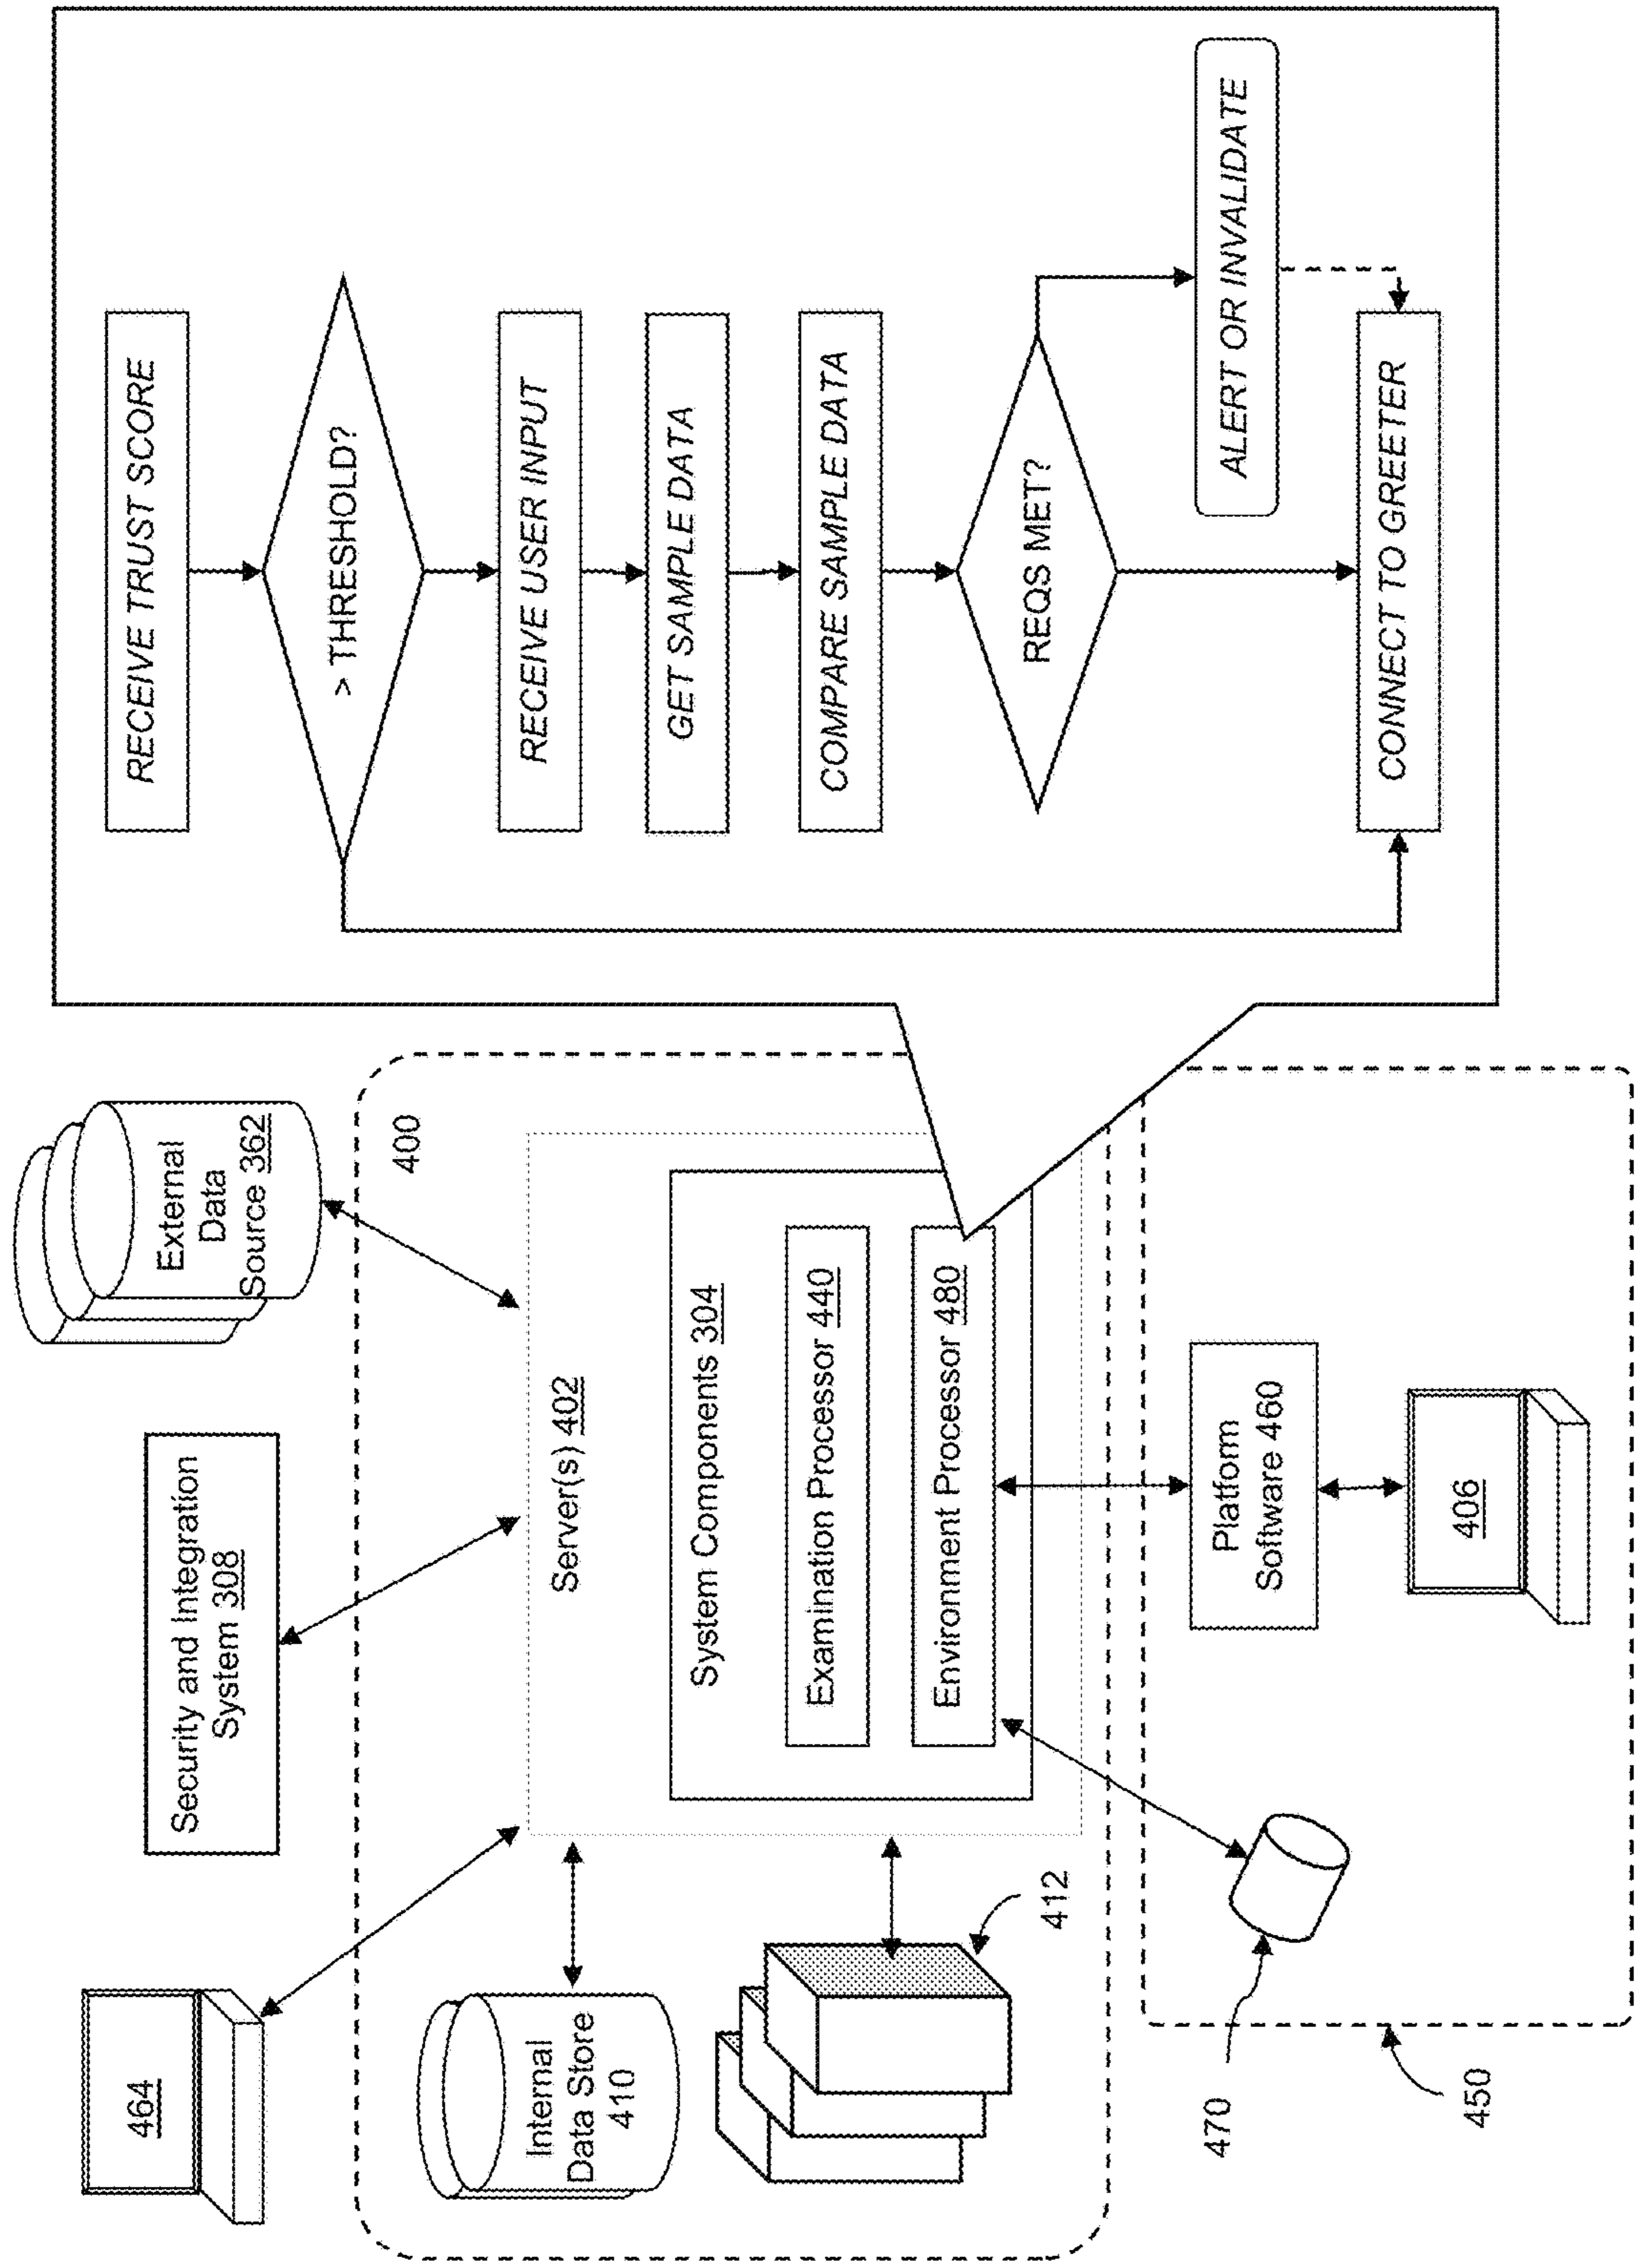 464
Security and Integration
System 308
External
Data
Source 362
400
Server(s) 402
Internal
Data Store
410
System Components 304
Examination Processor 440
Environment Processor 480
412
470
450
Platform
Software 460
406
RECEIVE TRUST SCORE
> THRESHOLD?
RECEIVE USER INPUT
GET SAMPLE DATA
COMPARE SAMPLE DATA
REQS MET?
ALERT OR INVALIDATE
CONNECT TO GREETER